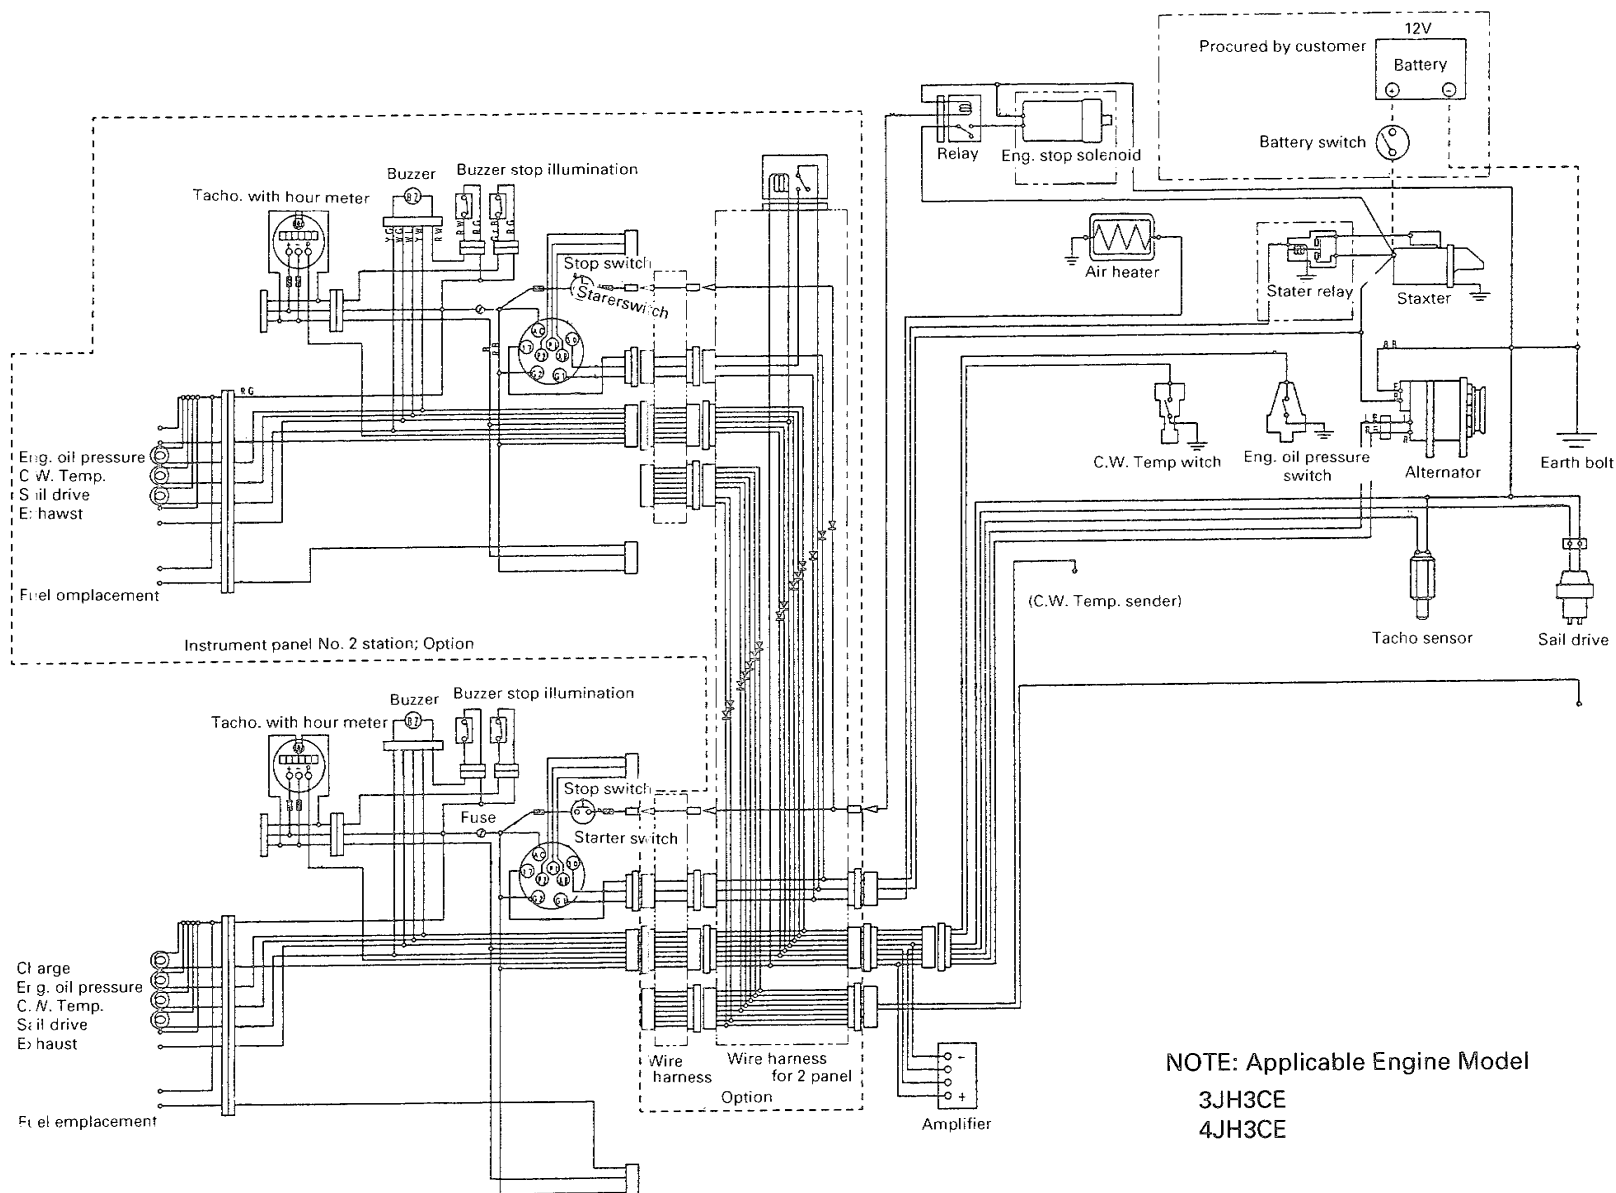 12V
Procured by customer
Battery
+ −
Battery switch
Relay
Eng. stop solenoid
Buzzer
Buzzer stop illumination
Tacho. with hour meter
BZ
Stop switch
Starerswitch
Air heater
Stater relay
Staxter
R G
C.W. Temp witch
Eng. oil pressure
switch
Alternator
Earth bolt
Eng. oil pressure
C.W. Temp.
Sail drive
Exhawst
Fuel omplacement
Instrument panel No. 2 station; Option
(C.W. Temp. sender)
Tacho sensor
Sail drive
Buzzer
Buzzer stop illumination
Tacho. with hour meter
BZ
Stop switch
Fuse
Starter switch
Charge
Eng. oil pressure
C.W. Temp.
Sail drive
Exhaust
Fuel emplacement
Wire
harness
Wire harness
for 2 panel
Option
−
+
Amplifier
NOTE: Applicable Engine Model
3JH3CE
4JH3CE